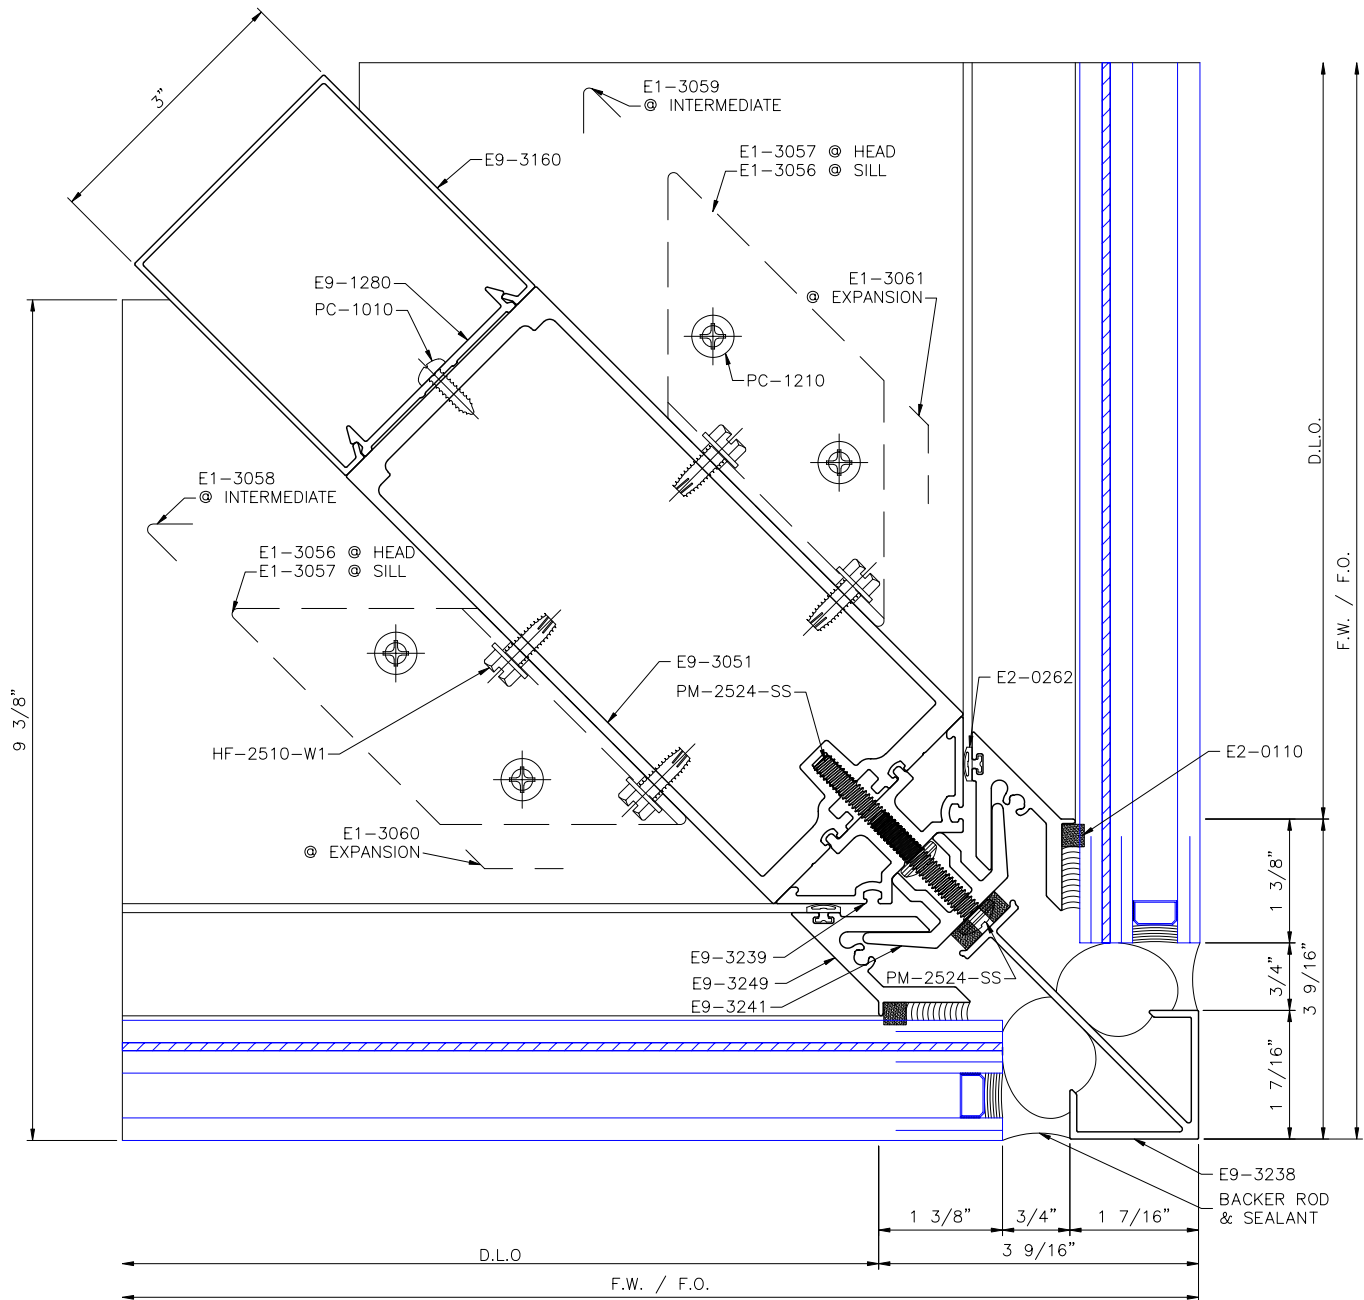 3"
E1-3059
@ INTERMEDIATE
E1-3057 @ HEAD
E1-3056 @ SILL
E9-3160
E9-1280
PC-1010
E1-3061
@ EXPANSION
PC-1210
D.L.O.
F.W. / F.O.
E1-3058
@ INTERMEDIATE
E1-3056 @ HEAD
E1-3057 @ SILL
9 3/8"
HF-2510-W1
E9-3051
PM-2524-SS
E2-0262
E2-0110
E1-3060
@ EXPANSION
1 3/8"
3/4"
3 9/16"
1 7/16"
E9-3239
E9-3249
E9-3241
PM-2524-SS
E9-3238
BACKER ROD
& SEALANT
1 3/8"
3/4"
1 7/16"
D.L.O
3 9/16"
F.W. / F.O.